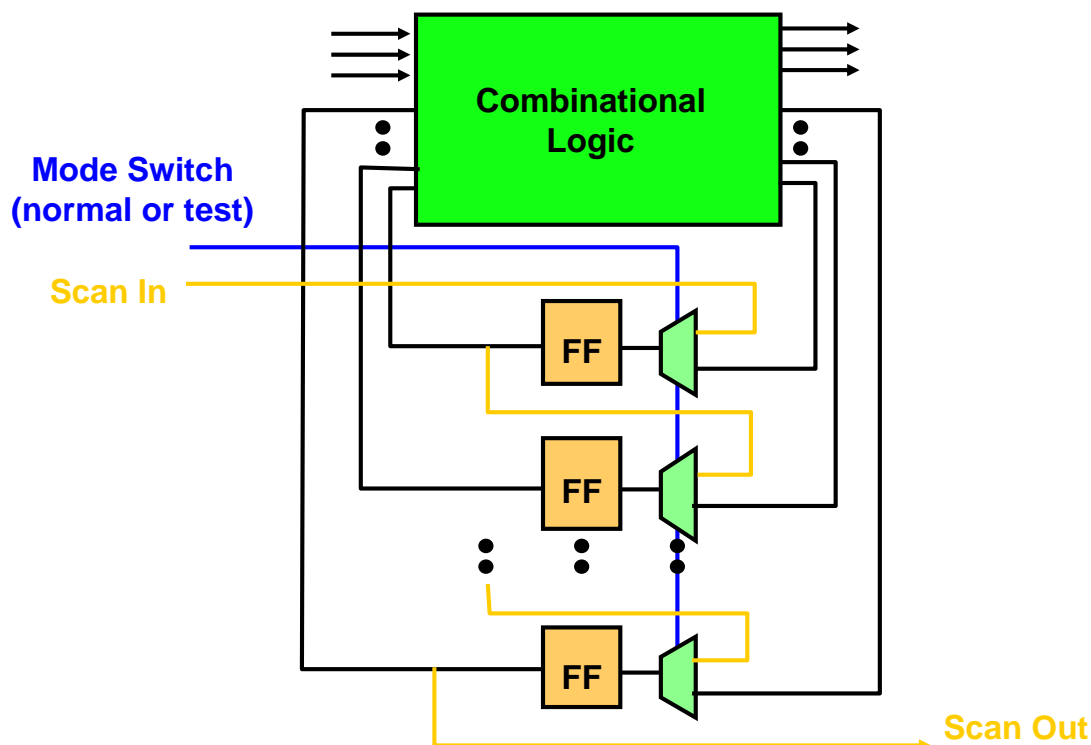 Combinational
Logic
Mode Switch
(normal or test)
Scan In
FF
FF
FF
Scan Out